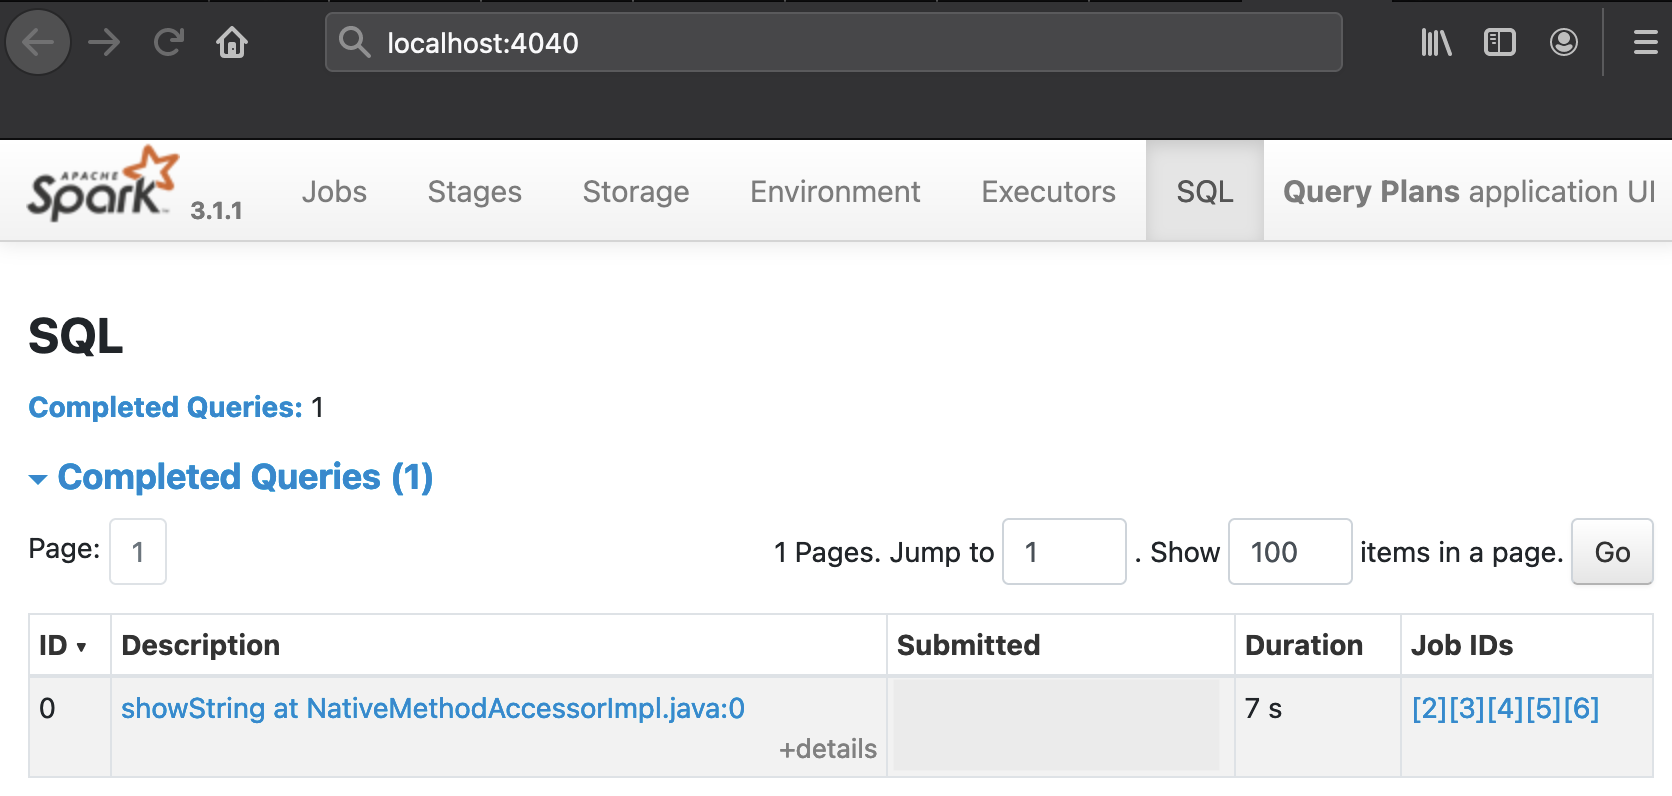 localhost:4040
APACHE Spark™ 3.1.1 Jobs Stages Storage Environment Executors SQL Query Plans application UI
SQL
Completed Queries: 1
Completed Queries (1)
Page: 1 1 Pages. Jump to 1 . Show 100 items in a page. Go
ID ▾ Description Submitted Duration Job IDs
0 showString at NativeMethodAccessorImpl.java:0 7 s [2][3][4][5][6]
+details